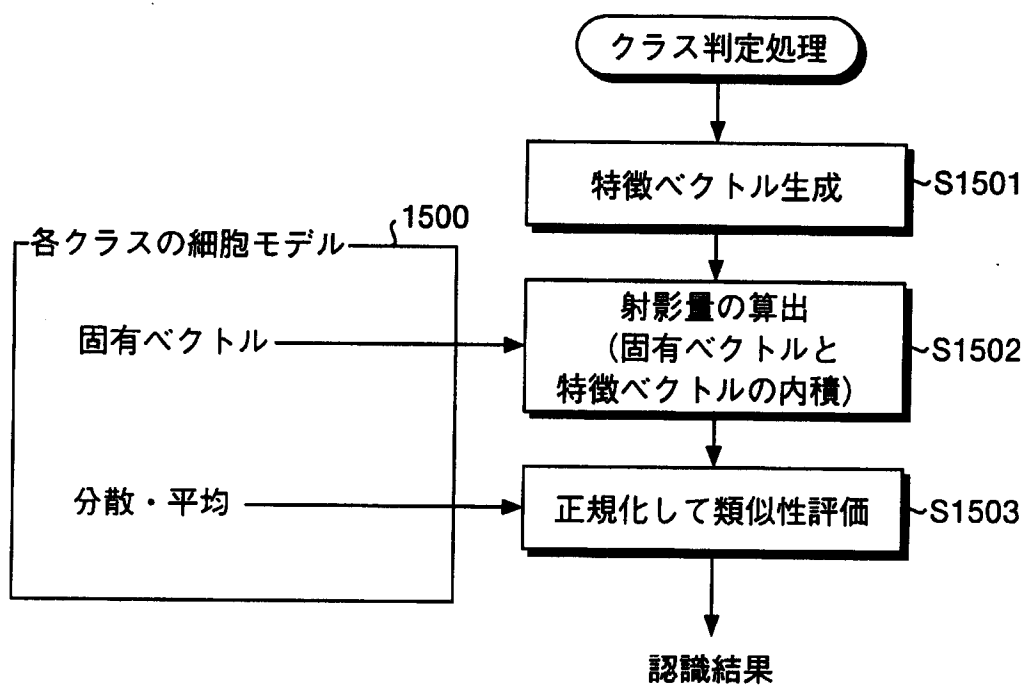 クラス判定処理
特徴ベクトル生成
S1501
1500
各クラスの細胞モデル
射影量の算出
(固有ベクトルと
特徴ベクトルの内積)
S1502
固有ベクトル
分散・平均
正規化して類似性評価
S1503
認識結果